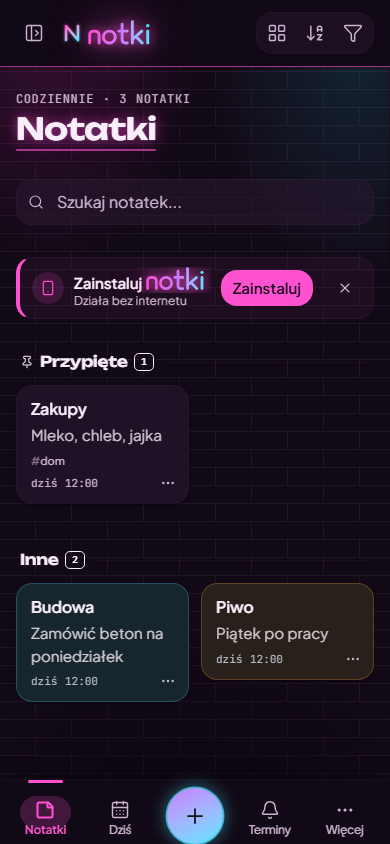 N notki
CODZIENNIE · 3 NOTATKI
Notatki
Szukaj notatek...
Zainstaluj notki
Działa bez internetu
Zainstaluj
Przypięte 1
Zakupy
Mleko, chleb, jajka
#dom
dziś 12:00
Inne 2
Budowa
Zamówić beton na
poniedziałek
dziś 12:00
Piwo
Piątek po pracy
dziś 12:00
Notatki
Dziś
Terminy
Więcej